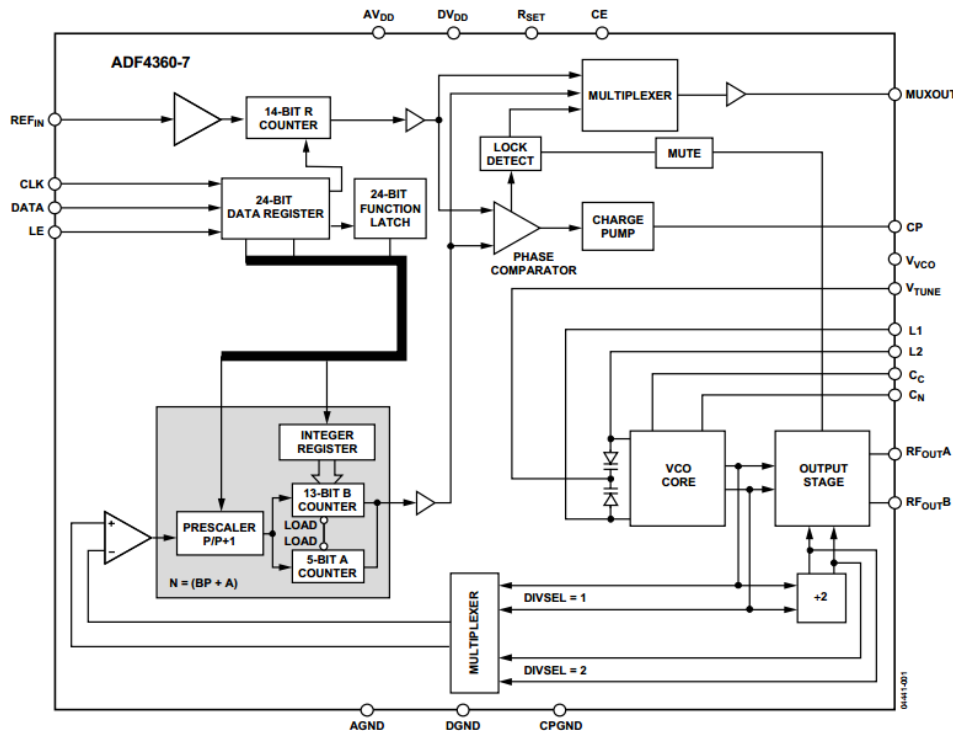 AVDD
DVDD
RSET
CE
ADF4360-7
REFIN
14-BIT R
COUNTER
MULTIPLEXER
MUXOUT
LOCK
DETECT
MUTE
CLK
DATA
LE
24-BIT
DATA REGISTER
24-BIT
FUNCTION
LATCH
PHASE
COMPARATOR
CHARGE
PUMP
CP
VVCO
VTUNE
L1
L2
CC
CN
INTEGER
REGISTER
13-BIT B
COUNTER
LOAD
LOAD
5-BIT A
COUNTER
+
−
PRESCALER
P/P+1
N = (BP + A)
VCO
CORE
OUTPUT
STAGE
RFOUTA
RFOUTB
MULTIPLEXER
DIVSEL = 1
DIVSEL = 2
÷2
04441-001
AGND
DGND
CPGND